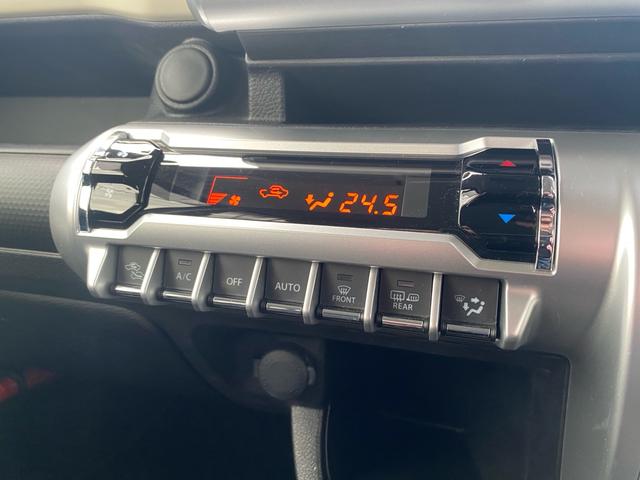 24.5
A/C OFF AUTO FRONT REAR